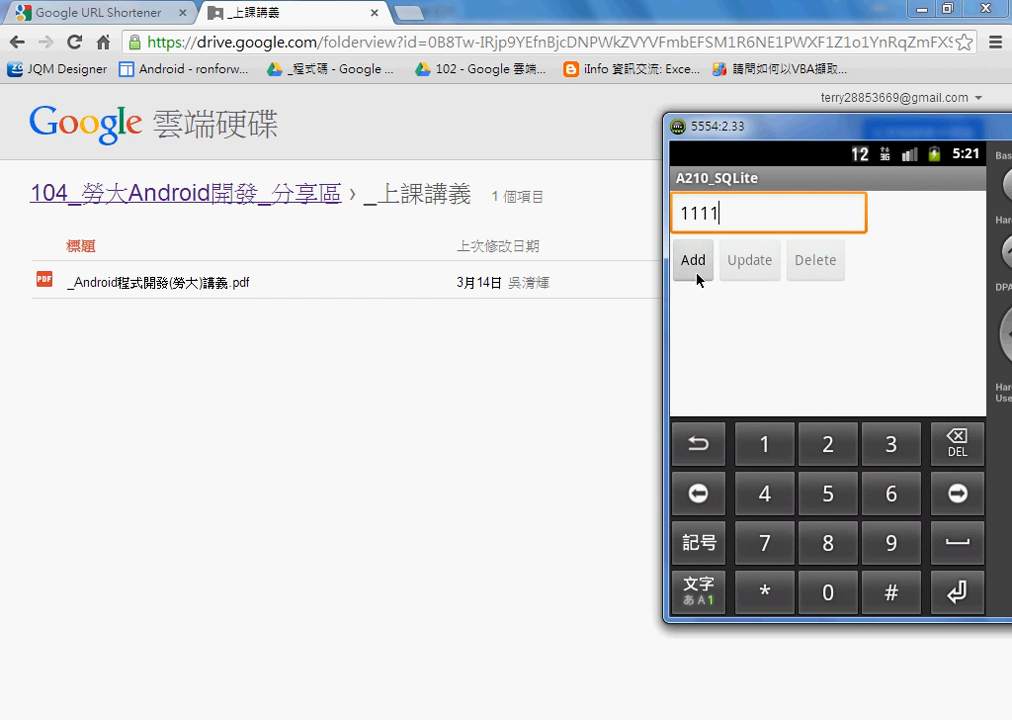 Google URL Shortener
_上課講義
https://drive.google.com/folderview?id=0B8Tw-IRjp9YEfnBjcDNPWkZVYVFmbEFSM1R6NE1PWXF1Z1o1YnRqZmFXS
JQM Designer
Android - ronforw...
_程式碼 - Google ...
102 - Google 雲端...
iInfo 資訊交流: Exce...
請問如何以VBA擷取...
terry28853669@gmail.com
Google 雲端硬碟
104_勞大Android開發_分享區 › _上課講義 1 個項目
標題 上次修改日期
PDF _Android程式開發(勞大)講義.pdf 3月14日 吳清輝
5554:2.33
12 3G 5:21
A210_SQLite
1111
Add Update Delete
1 2 3 DEL
4 5 6
記号 7 8 9
文字 あA1 * 0 #
Bas
Har
DPA
Har
Use